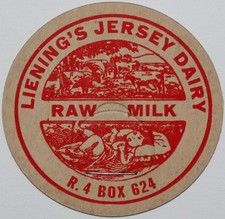 LIENING'S JERSEY DAIRY
RAW MILK
R. 4 BOX 624